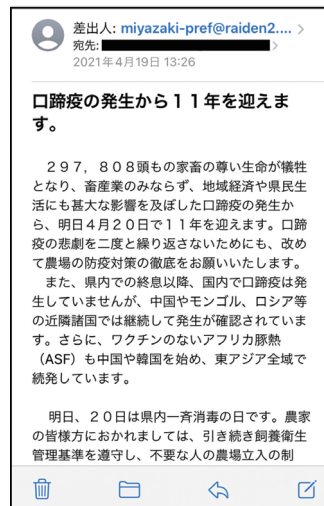 差出人: miyazaki-pref@raiden2.... >
宛先: >
2021年4月19日 13:26
口蹄疫の発生から１１年を迎えま
す。
　２９７，８０８頭もの家畜の尊い生命が犠牲
となり、畜産業のみならず、地域経済や県民生
活にも甚大な影響を及ぼした口蹄疫の発生か
ら、明日４月２０日で１１年を迎えます。口蹄
疫の悲劇を二度と繰り返さないためにも、改め
て農場の防疫対策の徹底をお願いいたします。
　また、県内での終息以降、国内で口蹄疫は発
生していませんが、中国やモンゴル、ロシア等
の近隣諸国では継続して発生が確認されていま
す。さらに、ワクチンのないアフリカ豚熱
（ASF）も中国や韓国を始め、東アジア全域で
続発しています。
　明日、２０日は県内一斉消毒の日です。農家
の皆様方におかれましては、引き続き飼養衛生
管理基準を遵守し、不要な人の農場立入の制